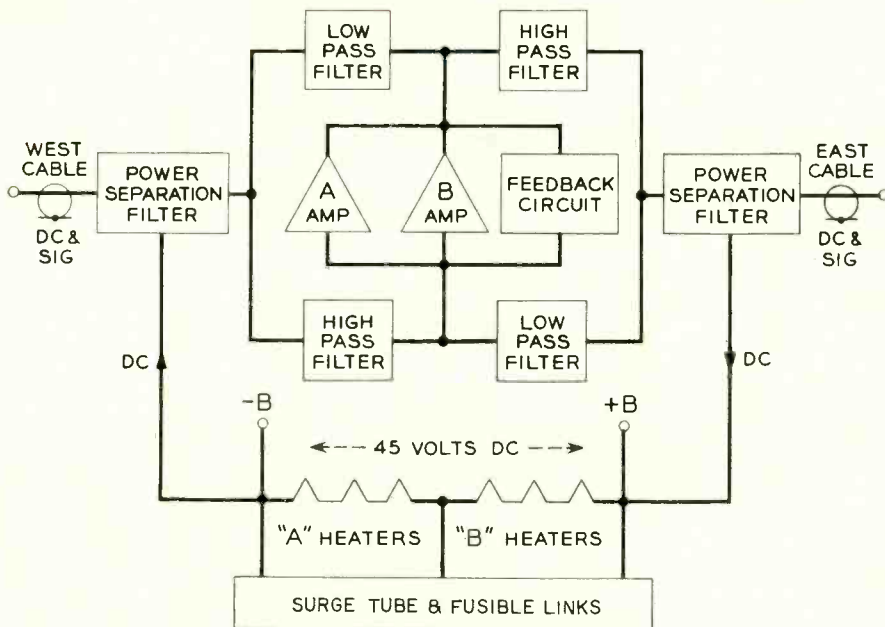 LOW
PASS
FILTER
HIGH
PASS
FILTER
WEST
CABLE
POWER
SEPARATION
FILTER
DC &
SIG
A
AMP
B
AMP
FEEDBACK
CIRCUIT
POWER
SEPARATION
FILTER
EAST
CABLE
DC &
SIG
HIGH
PASS
FILTER
LOW
PASS
FILTER
DC
DC
-B
+B
45 VOLTS DC
"A" HEATERS
"B" HEATERS
SURGE TUBE & FUSIBLE LINKS